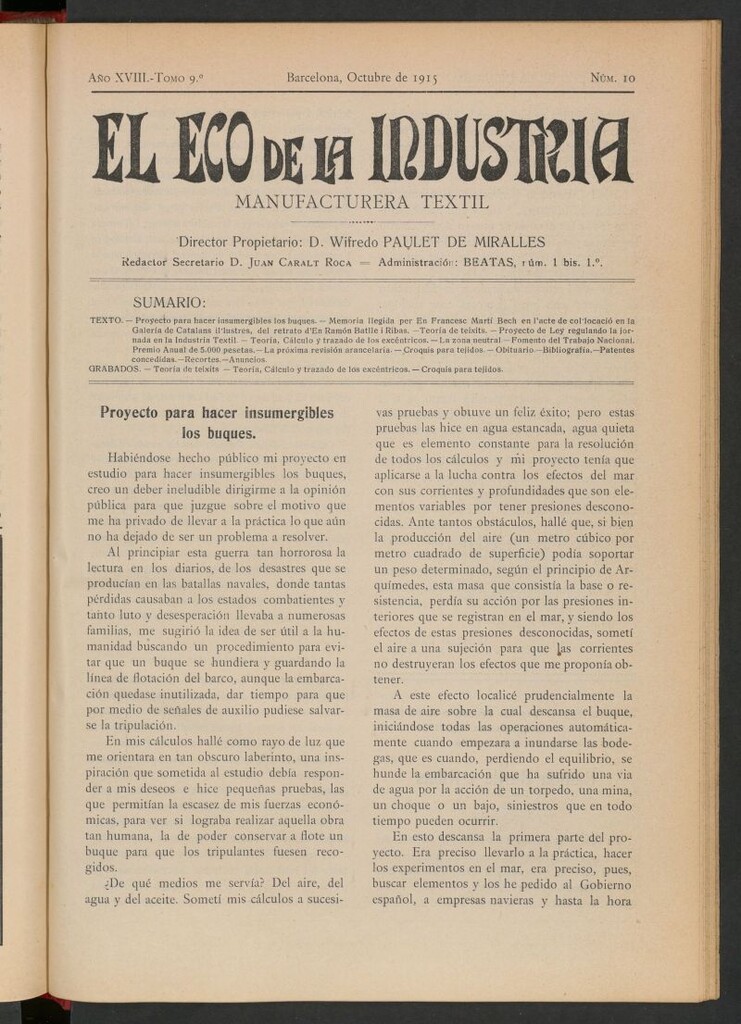 Año XVIII.-Tomo 9.º Barcelona, Octubre de 1915 Núm. 10
EL ECO DE LA INDUSTRIA
MANUFACTURERA TEXTIL
Director Propietario: D. Wifredo PAULET DE MIRALLES
Redactor Secretario D. Juan Caralt Roca = Administración: BEATAS, núm. 1 bis. 1.º.
SUMARIO:
TEXTO. — Proyecto para hacer insumergibles los buques. — Memoria llegida per En Francesc Martí Bech en l'acte de col·locació en la
Galería de Catalans il·lustres, del retrato d'En Ramón Batlle i Ribas. —Teoría de teixits. — Proyecto de Ley regulando la jor-
nada en la Industria Textil. — Teoría, Cálculo y trazado de los excéntricos. — La zona neutral —Fomento del Trabajo Nacional.
Premio Anual de 5.000 pesetas.—La próxima revisión arancelaria. — Croquis para tejidos. — Obituario—Bibliografía.—Patentes
concedidas.—Recortes.—Anuncios.
GRABADOS. — Teoría de teixits — Teoría, Cálculo y trazado de los excéntricos. — Croquis para tejidos.
Proyecto para hacer insumergibles
los buques.
Habiéndose hecho público mi proyecto en
estudio para hacer insumergibles los buques,
creo un deber ineludible dirigirme a la opinión
pública para que juzgue sobre el motivo que
me ha privado de llevar a la práctica lo que aún
no ha dejado de ser un problema a resolver.
Al principiar esta guerra tan horrorosa la
lectura en los diarios, de los desastres que se
producían en las batallas navales, donde tantas
pérdidas causaban a los estados combatientes y
tanto luto y desesperación llevaba a numerosas
familias, me sugirió la idea de ser útil a la hu-
manidad buscando un procedimiento para evi-
tar que un buque se hundiera y guardando la
línea de flotación del barco, aunque la embarca-
ción quedase inutilizada, dar tiempo para que
por medio de señales de auxilio pudiese salvar-
se la tripulación.
En mis cálculos hallé como rayo de luz que
me orientara en tan obscuro laberinto, una ins-
piración que sometida al estudio debía respon-
der a mis deseos e hice pequeñas pruebas, las
que permitían la escasez de mis fuerzas econó-
micas, para ver si lograba realizar aquella obra
tan humana, la de poder conservar a flote un
buque para que los tripulantes fuesen reco-
gidos.
¿De qué medios me servía? Del aire, del
agua y del aceite. Sometí mis cálculos a sucesi-
vas pruebas y obtuve un feliz éxito; pero estas
pruebas las hice en agua estancada, agua quieta
que es elemento constante para la resolución
de todos los cálculos y mi proyecto tenía que
aplicarse a la lucha contra los efectos del mar
con sus corrientes y profundidades que son ele-
mentos variables por tener presiones descono-
cidas. Ante tantos obstáculos, hallé que, si bien
la producción del aire (un metro cúbico por
metro cuadrado de superficie) podía soportar
un peso determinado, según el principio de Ar-
químedes, esta masa que consistía la base o re-
sistencia, perdía su acción por las presiones in-
teriores que se registran en el mar, y siendo los
efectos de estas presiones desconocidas, sometí
el aire a una sujeción para que las corrientes
no destruyeran los efectos que me proponía ob-
tener.
A este efecto localicé prudencialmente la
masa de aire sobre la cual descansa el buque,
iniciándose todas las operaciones automática-
mente cuando empezara a inundarse las bode-
gas, que es cuando, perdiendo el equilibrio, se
hunde la embarcación que ha sufrido una via
de agua por la acción de un torpedo, una mina,
un choque o un bajo, siniestros que en todo
tiempo pueden ocurrir.
En esto descansa la primera parte del pro-
yecto. Era preciso llevarlo a la práctica, hacer
los experimentos en el mar, era preciso, pues,
buscar elementos y los he pedido al Gobierno
español, a empresas navieras y hasta la hora